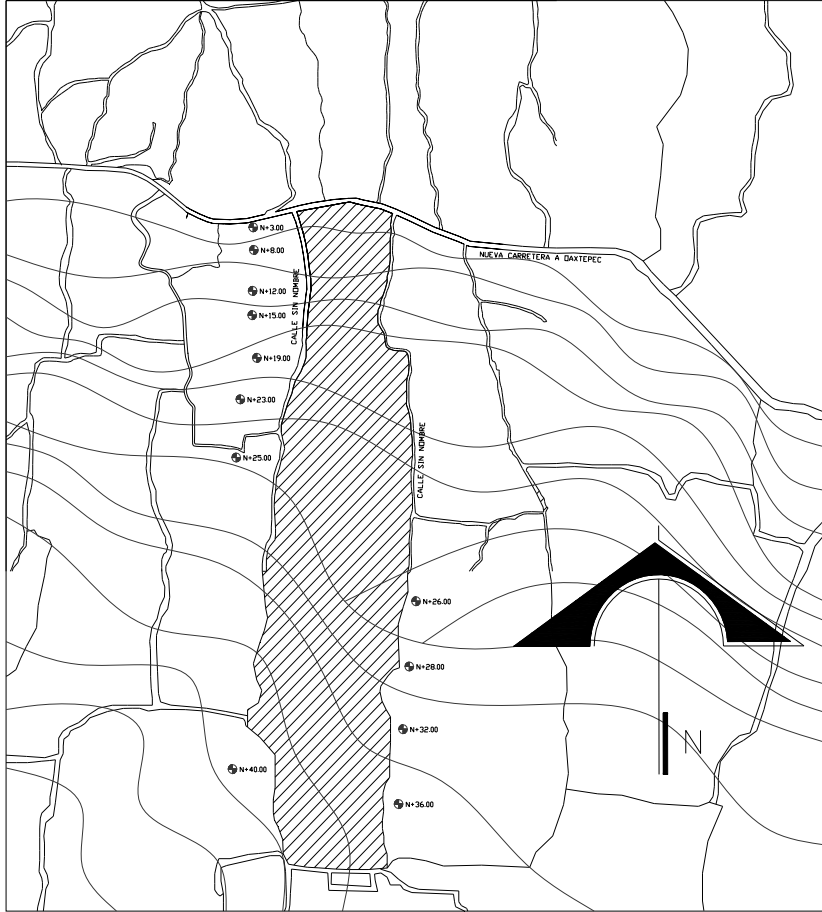 N+3.00
N+8.00
NUEVA CARRETERA A OAXTEPEC
N+12.00
CALLE SIN NOMBRE
N+15.00
N+19.00
N+23.00
CALLE SIN NOMBRE
N+25.00
N+26.00
N+28.00
N+32.00
N
N+40.00
N+36.00